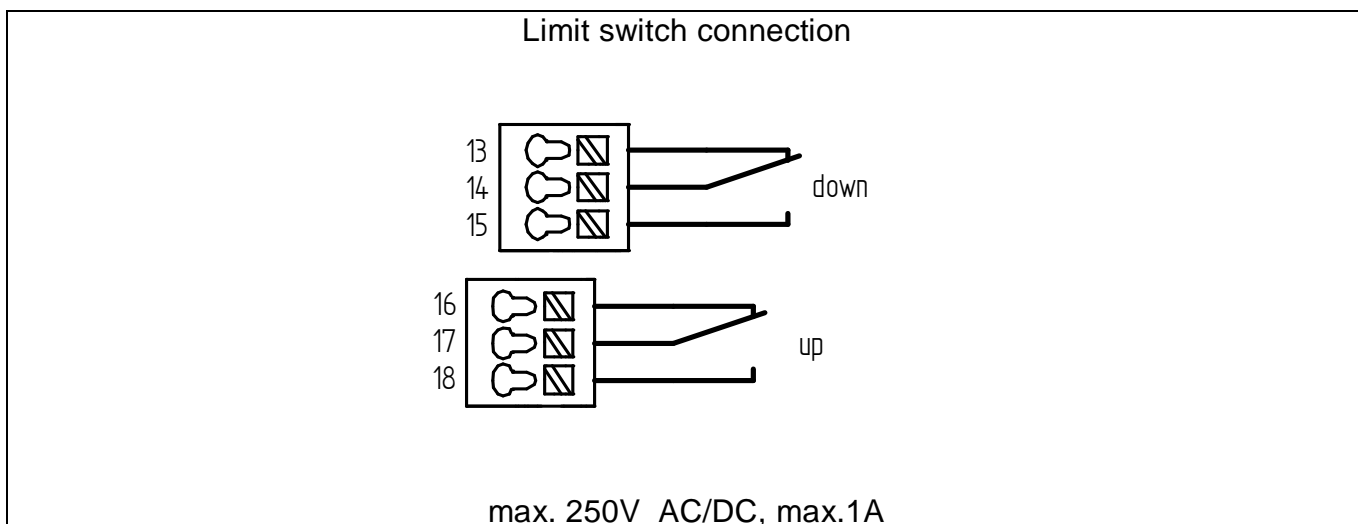 Limit switch connection
13
14
15
down
16
17
18
up
max. 250V AC/DC, max.1A